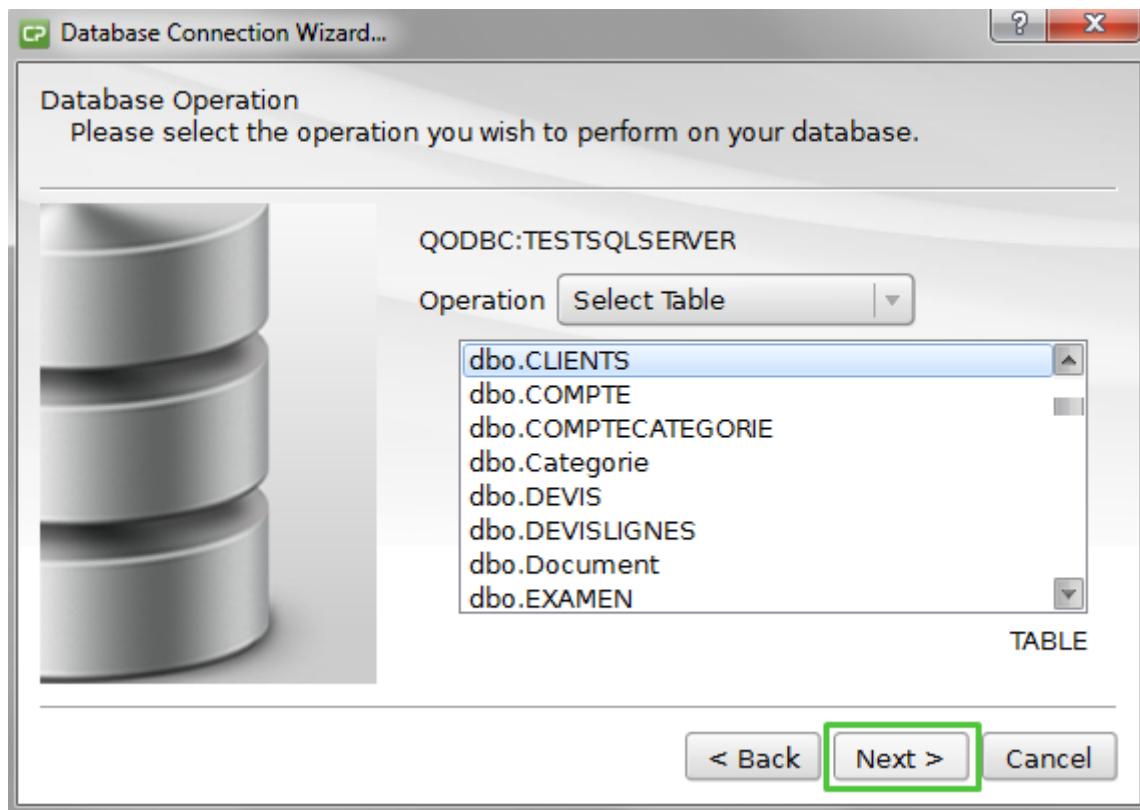 CP Database Connection Wizard...
? X
Database Operation
Please select the operation you wish to perform on your database.
QODBC:TESTSQLSERVER
Operation Select Table
dbo.CLIENTS
dbo.COMPTE
dbo.COMPTECATEGORIE
dbo.Categorie
dbo.DEVIS
dbo.DEVISLIGNES
dbo.Document
dbo.EXAMEN
TABLE
< Back Next > Cancel